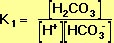 K₁ = [H₂CO₃] / [H⁺][HCO₃⁻]